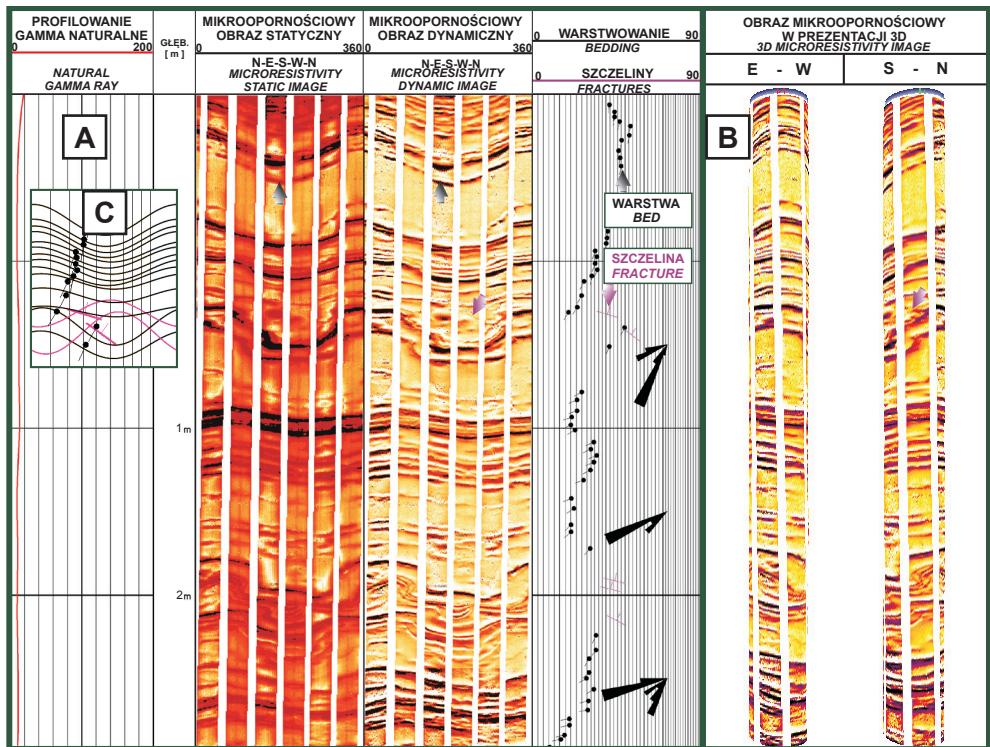 PROFILOWANIE
GAMMA NATURALNE
0 200
NATURAL
GAMMA RAY
GŁĘB.
[ m ]
MIKROOPORNOŚCIOWY
OBRAZ STATYCZNY
0 360
N-E-S-W-N
MICRORESISTIVITY
STATIC IMAGE
MIKROOPORNOŚCIOWY
OBRAZ DYNAMICZNY
0 360
N-E-S-W-N
MICRORESISTIVITY
DYNAMIC IMAGE
0 WARSTWOWANIE 90
BEDDING
0 SZCZELINY 90
FRACTURES
OBRAZ MIKROOPORNOŚCIOWY
W PREZENTACJI 3D
3D MICRORESISTIVITY IMAGE
E - W
S - N
A
B
C
WARSTWA
BED
SZCZELINA
FRACTURE
1m
2m